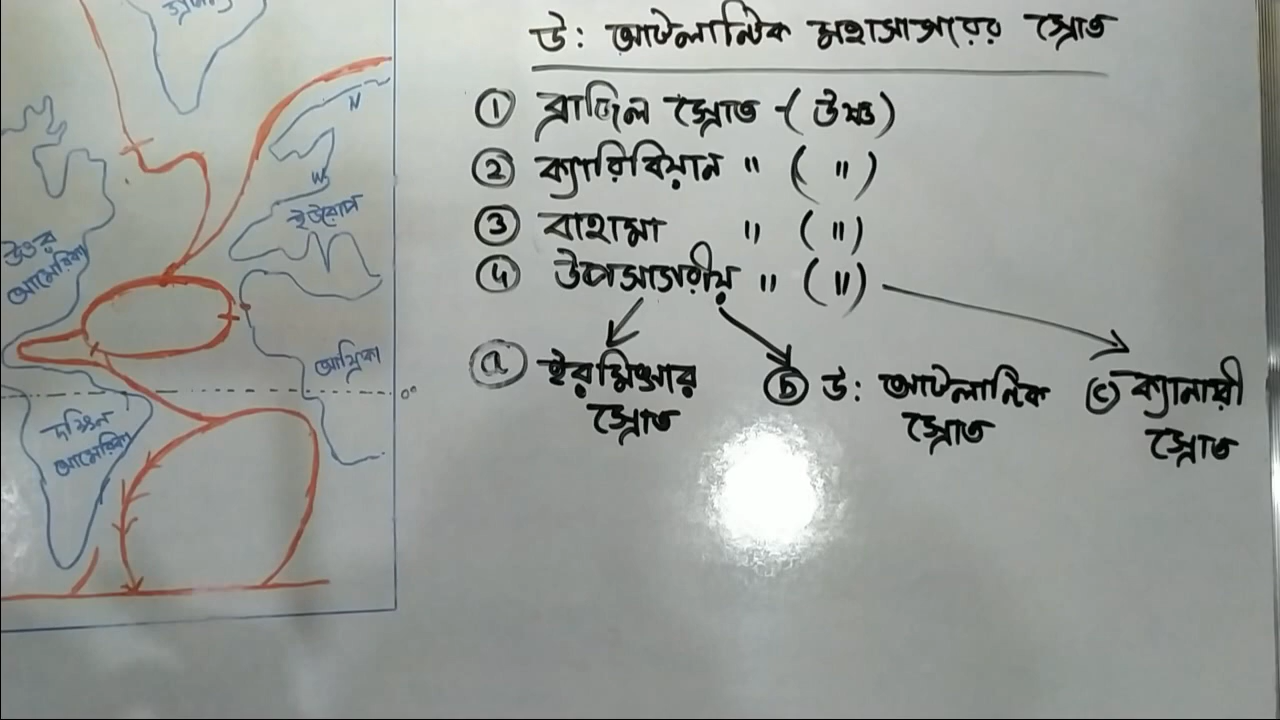 উ: আটলান্টিক মহাসাগরের স্রোত
① ব্রাজিল স্রোত - (উষ্ণ)
② ক্যারিবিয়ান " (")
③ বাহামা " (")
④ উপসাগরীয় " (")
ⓐ ইরমিঙ্গার স্রোত
ⓑ উ: আটলানিক স্রোত
ⓒ ক্যানারী স্রোত
N
ইউরোপ
উত্তর
আমেরিকা
আফ্রিকা
0°
দক্ষিণ
আমেরিকা